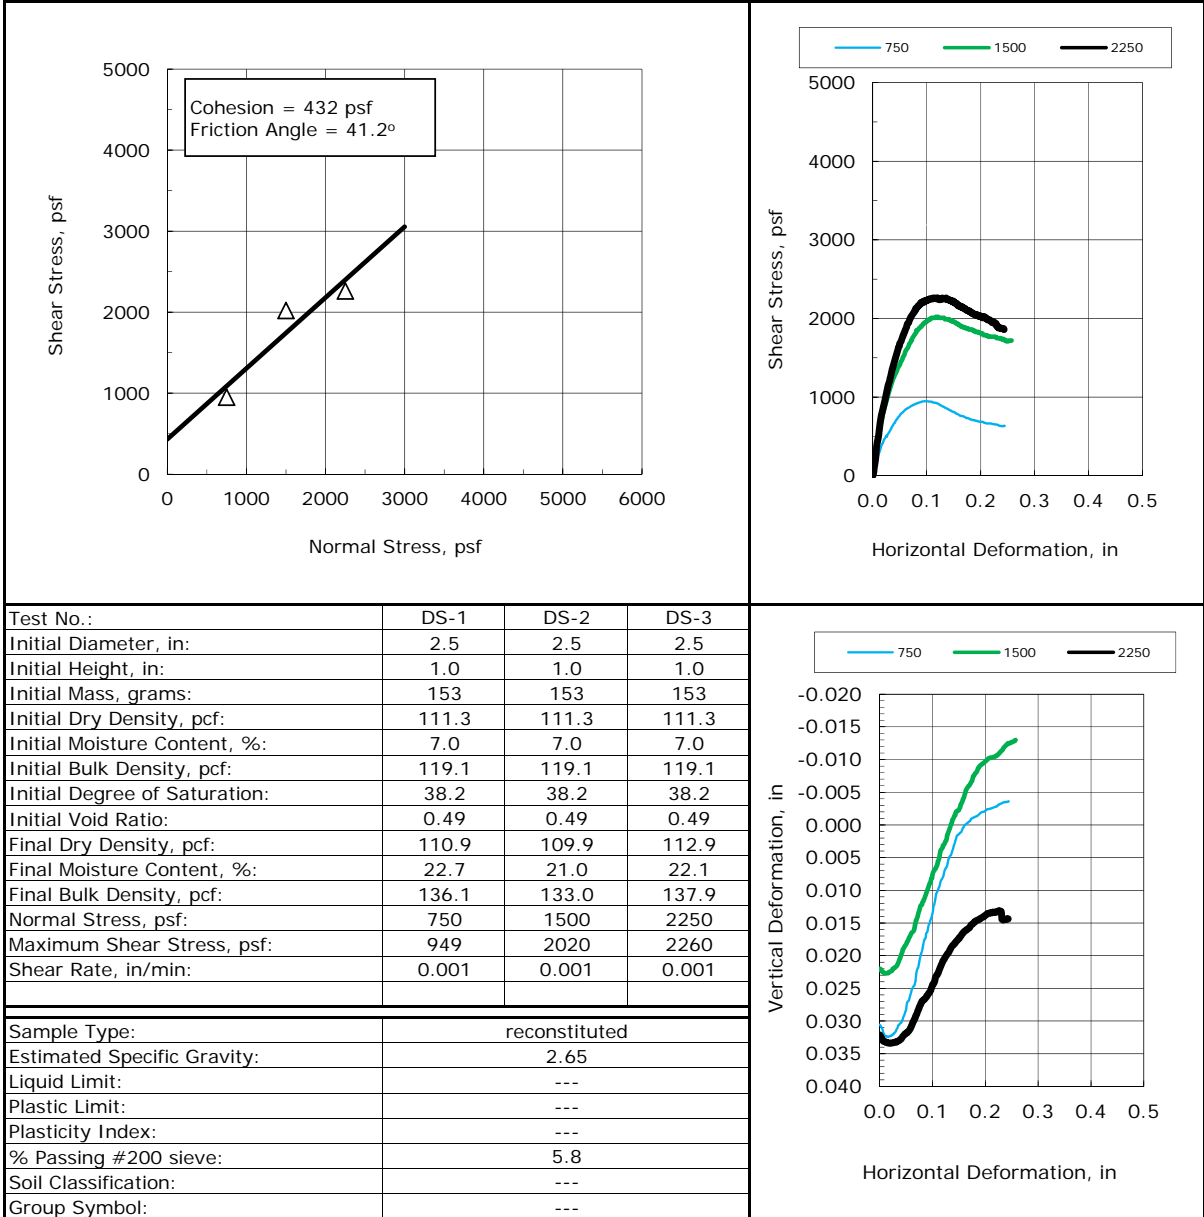 5000
4000
3000
2000
1000
0
Shear Stress, psf
Cohesion = 432 psf
Friction Angle = 41.2º
0 1000 2000 3000 4000 5000 6000
Normal Stress, psf
750 1500 2250
5000
4000
3000
2000
1000
0
Shear Stress, psf
0.0 0.1 0.2 0.3 0.4 0.5
Horizontal Deformation, in
Test No.: DS-1 DS-2 DS-3
Initial Diameter, in: 2.5 2.5 2.5
Initial Height, in: 1.0 1.0 1.0
Initial Mass, grams: 153 153 153
Initial Dry Density, pcf: 111.3 111.3 111.3
Initial Moisture Content, %: 7.0 7.0 7.0
Initial Bulk Density, pcf: 119.1 119.1 119.1
Initial Degree of Saturation: 38.2 38.2 38.2
Initial Void Ratio: 0.49 0.49 0.49
Final Dry Density, pcf: 110.9 109.9 112.9
Final Moisture Content, %: 22.7 21.0 22.1
Final Bulk Density, pcf: 136.1 133.0 137.9
Normal Stress, psf: 750 1500 2250
Maximum Shear Stress, psf: 949 2020 2260
Shear Rate, in/min: 0.001 0.001 0.001
Sample Type: reconstituted
Estimated Specific Gravity: 2.65
Liquid Limit: ---
Plastic Limit: ---
Plasticity Index: ---
% Passing #200 sieve: 5.8
Soil Classification: ---
Group Symbol: ---
750 1500 2250
-0.020
-0.015
-0.010
-0.005
0.000
0.005
0.010
0.015
0.020
0.025
0.030
0.035
0.040
Vertical Deformation, in
0.0 0.1 0.2 0.3 0.4 0.5
Horizontal Deformation, in